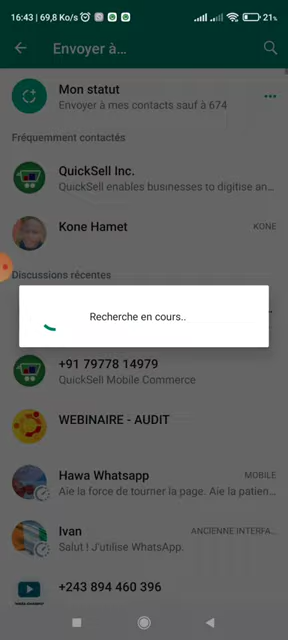 16:43 | 69,8 Ko/s
21%
Envoyer à…
Mon statut
Envoyer à mes contacts sauf à 674
Fréquemment contactés
QuickSell Inc.
QuickSell enables businesses to digitise an…
Kone Hamet
KONE
Discussions récentes
Recherche en cours..
+91 79778 14979
QuickSell Mobile Commerce
WEBINAIRE - AUDIT
Hawa Whatsapp
MOBILE
Aie la force de tourner la page. Aie la patien…
Ivan
ANCIENNE INTERFA…
Salut ! J'utilise WhatsApp.
+243 894 460 396